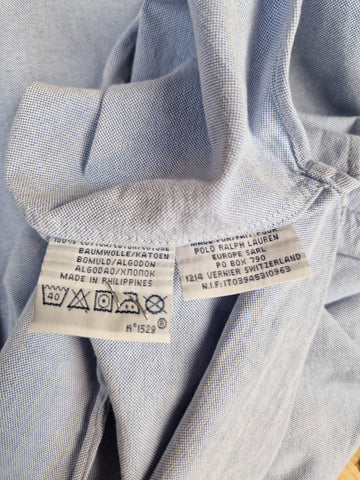 100% COTTON/COTONE
BAUMWOLLE/KATOEN
BOMULD/ALGODON
ALGODAO/ХЛОПОК
MADE IN PHILIPPINES
40
N°1529 ®
MADE FOR/FAIT POUR
POLO RALPH LAUREN
EUROPE SARL
PO BOX 790
1214 VERNIER SWITZERLAND
N.I.F:IT03945310963